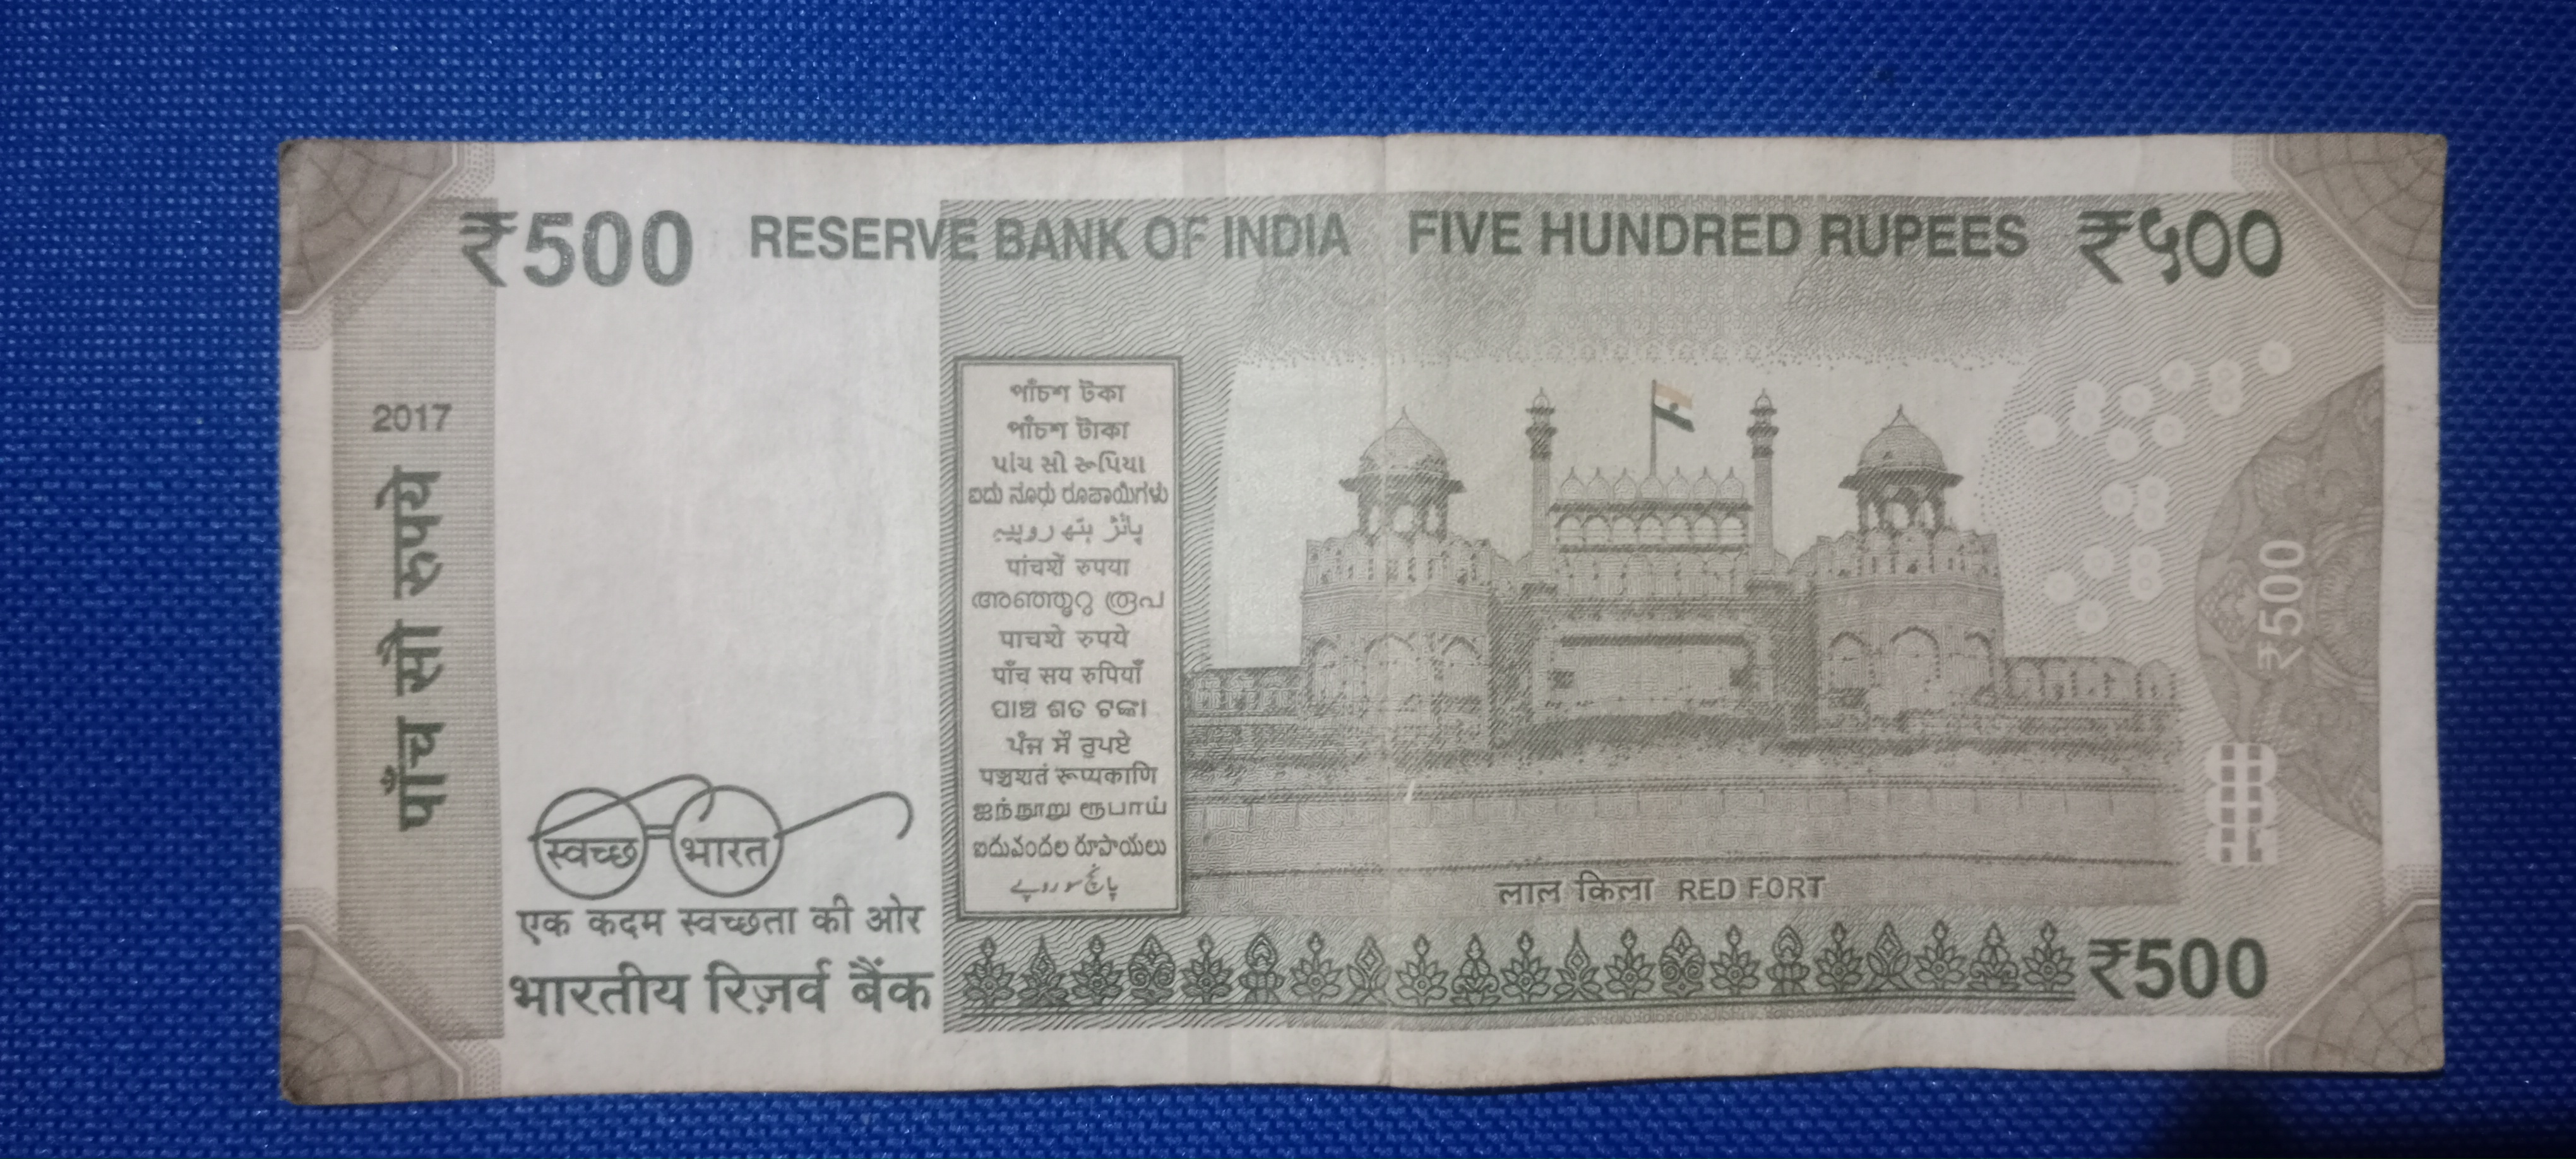 ₹500 RESERVE BANK OF INDIA FIVE HUNDRED RUPEES ₹५००
2017
पाँच सौ रुपये
পাঁচশ টকা
পাঁচশ টাকা
પાંચ સો રૂપિયા
ಐದು ನೂರು ರೂಪಾಯಿಗಳು
پانٛژ ہَتھ روپیہِ
पांचशें रुपया
അഞ്ഞൂറു രൂപ
पाचशे रुपये
पाँच सय रुपियाँ
ପାଞ୍ଚ ଶତ ଟଙ୍କା
ਪੰਜ ਸੌ ਰੁਪਏ
पञ्चशतं रूप्यकाणि
ஐந்நூறு ரூபாய்
ఐదువందల రూపాయలు
پانچ سو روپے
₹500
स्वच्छ भारत
एक कदम स्वच्छता की ओर
भारतीय रिज़र्व बैंक
लाल किला RED FORT
₹500